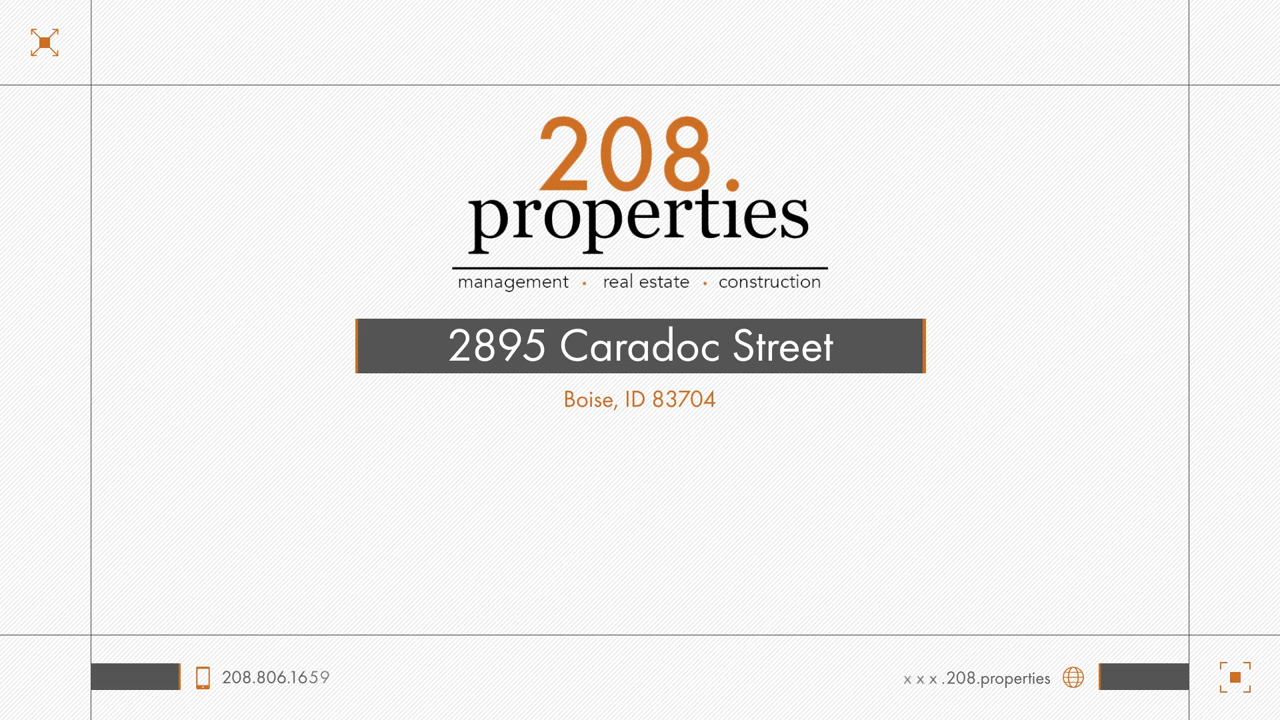 208.
properties
management • real estate • construction
2895 Caradoc Street
Boise, ID 83704
208.806.1659
x x x .208.properties